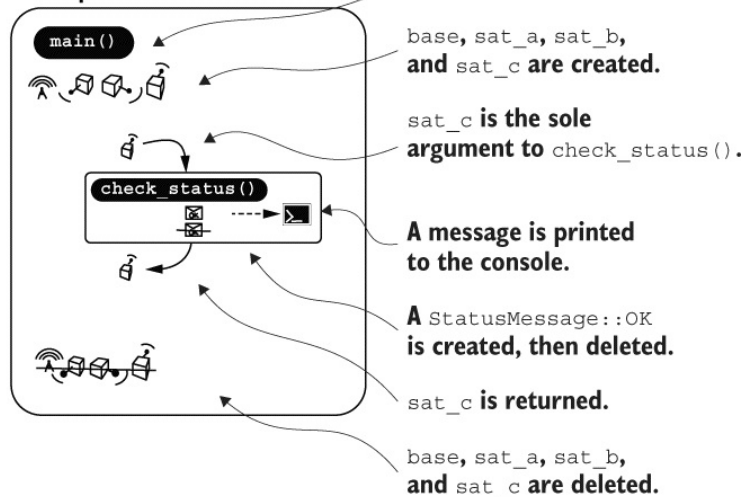 main()
base, sat_a, sat_b,
and sat_c are created.
sat_c is the sole
argument to check_status().
check_status()
OK
OK
>_
A message is printed
to the console.
A StatusMessage::OK
is created, then deleted.
sat_c is returned.
base, sat_a, sat_b,
and sat_c are deleted.